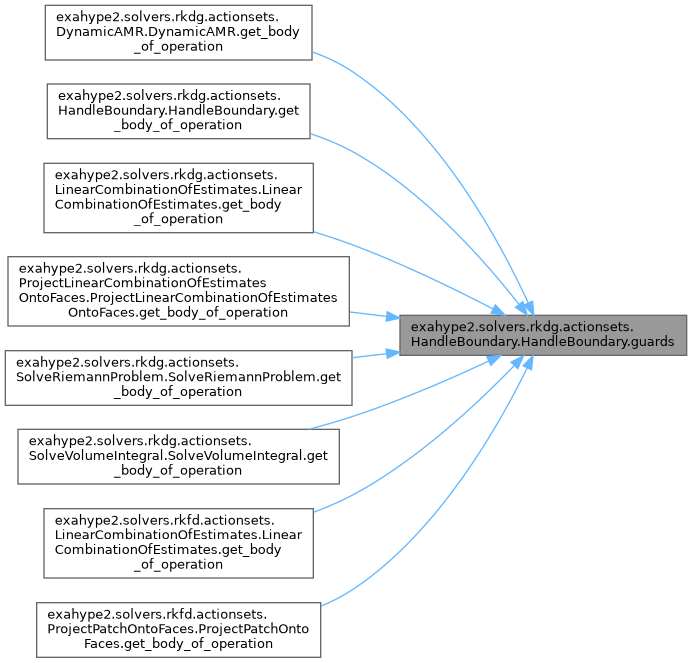 exahype2.solvers.rkdg.actionsets.
DynamicAMR.DynamicAMR.get_body
_of_operation
exahype2.solvers.rkdg.actionsets.
HandleBoundary.HandleBoundary.get
_body_of_operation
exahype2.solvers.rkdg.actionsets.
LinearCombinationOfEstimates.Linear
CombinationOfEstimates.get_body
_of_operation
exahype2.solvers.rkdg.actionsets.
ProjectLinearCombinationOfEstimates
OntoFaces.ProjectLinearCombinationOfEstimates
OntoFaces.get_body_of_operation
exahype2.solvers.rkdg.actionsets.
HandleBoundary.HandleBoundary.guards
exahype2.solvers.rkdg.actionsets.
SolveRiemannProblem.SolveRiemannProblem.get
_body_of_operation
exahype2.solvers.rkdg.actionsets.
SolveVolumeIntegral.SolveVolumeIntegral.get
_body_of_operation
exahype2.solvers.rkfd.actionsets.
LinearCombinationOfEstimates.Linear
CombinationOfEstimates.get_body
_of_operation
exahype2.solvers.rkfd.actionsets.
ProjectPatchOntoFaces.ProjectPatchOnto
Faces.get_body_of_operation